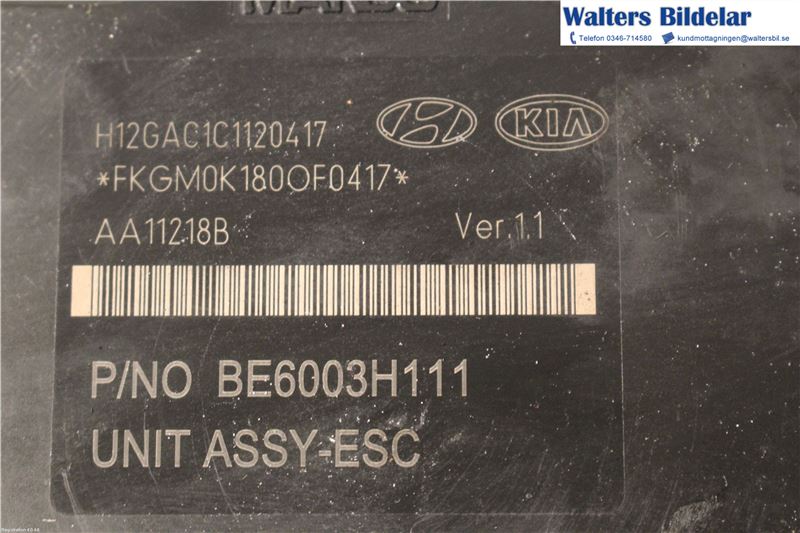 MANDO
Walters Bildelar
Telefon 0346-714580 kundmottagningen@waltersbil.se
H12GAC1C1120417
KIA
*FKGM0K180OF0417*
AA11218B Ver.1.1
P/NO BE6003H111
UNIT ASSY-ESC